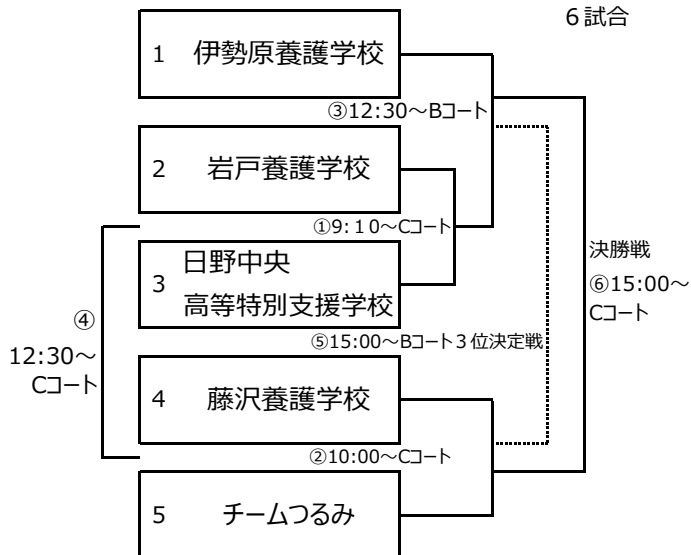 6試合
1 伊勢原養護学校
③12:30～Bコート
2 岩戸養護学校
①9:10～Cコート
3 日野中央
高等特別支援学校
決勝戦
⑥15:00～
Cコート
④
12:30～
Cコート
⑤15:00～Bコート3位決定戦
4 藤沢養護学校
②10:00～Cコート
5 チームつるみ